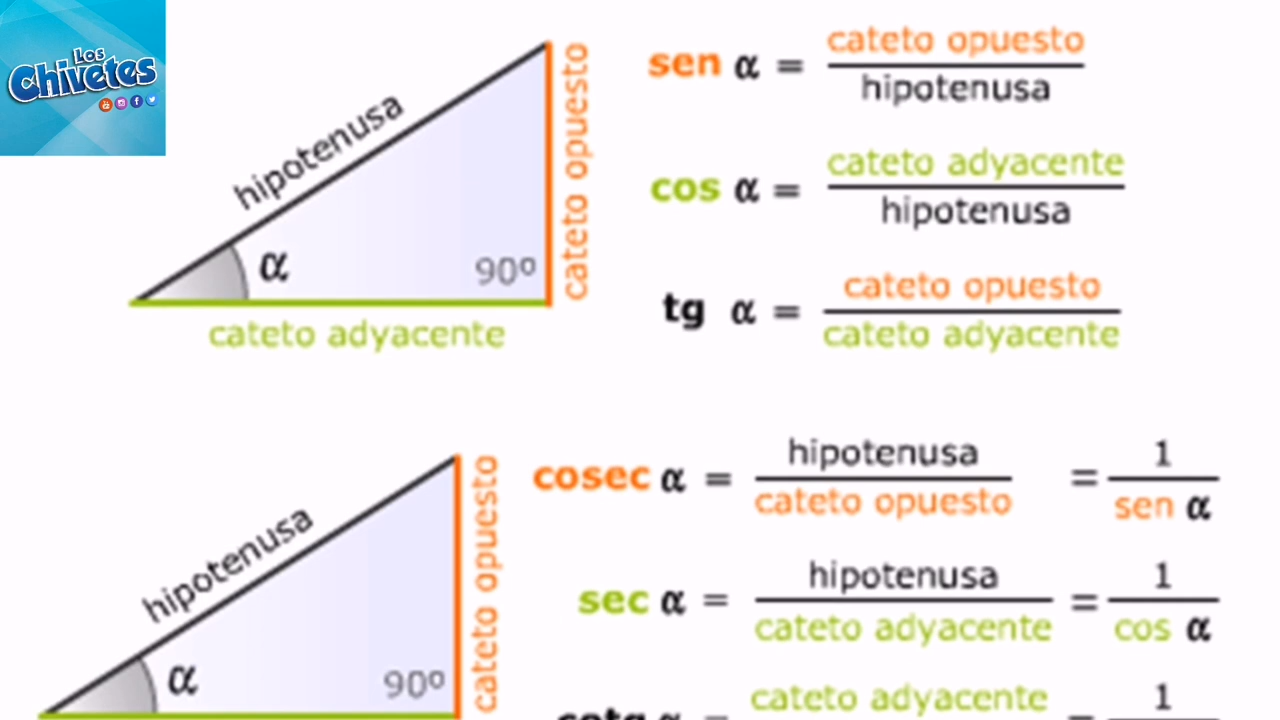 Los
Chivetes
hipotenusa
cateto opuesto
α
90º
cateto adyacente
sen α = cateto opuesto
hipotenusa
cos α = cateto adyacente
hipotenusa
tg α = cateto opuesto
cateto adyacente
hipotenusa
cateto opuesto
α
90º
cosec α = hipotenusa = 1
cateto opuesto sen α
sec α = hipotenusa = 1
cateto adyacente cos α
cotg α = cateto adyacente = 1